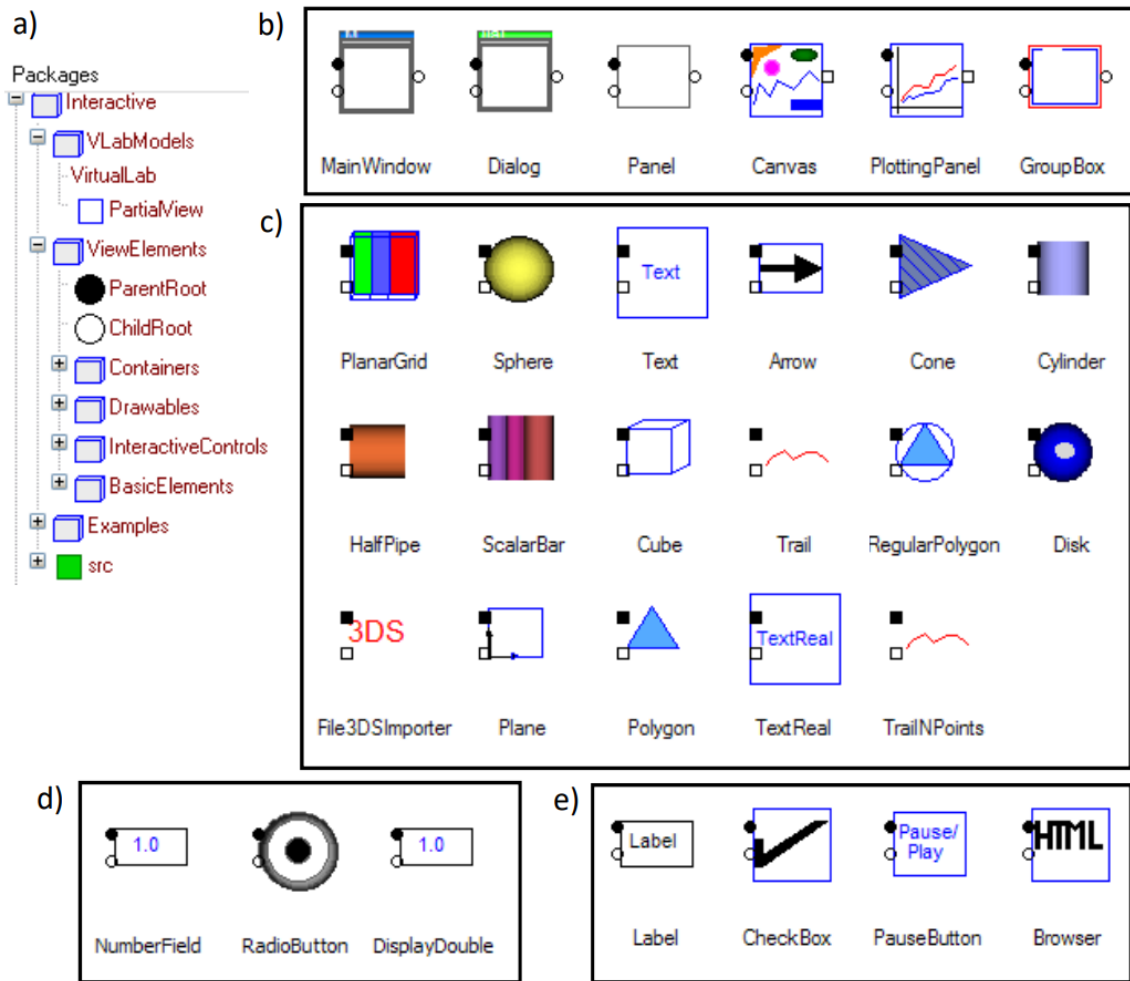 a)
Packages
Interactive
VLabModels
VirtualLab
PartialView
ViewElements
ParentRoot
ChildRoot
Containers
Drawables
InteractiveControls
BasicElements
Examples
src
b)
MainWindow Dialog Panel Canvas PlottingPanel GroupBox
c)
Text
PlanarGrid Sphere Text Arrow Cone Cylinder
HalfPipe ScalarBar Cube Trail RegularPolygon Disk
3DS TextReal
File3DSImporter Plane Polygon TextReal TrailNPoints
d)
1.0 1.0
NumberField RadioButton DisplayDouble
e)
Label Pause/ HTML
Play
Label CheckBox PauseButton Browser